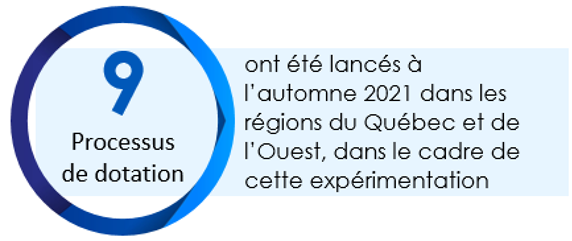 9
Processus
de dotation
ont été lancés à
l'automne 2021 dans les
régions du Québec et de
l'Ouest, dans le cadre de
cette expérimentation